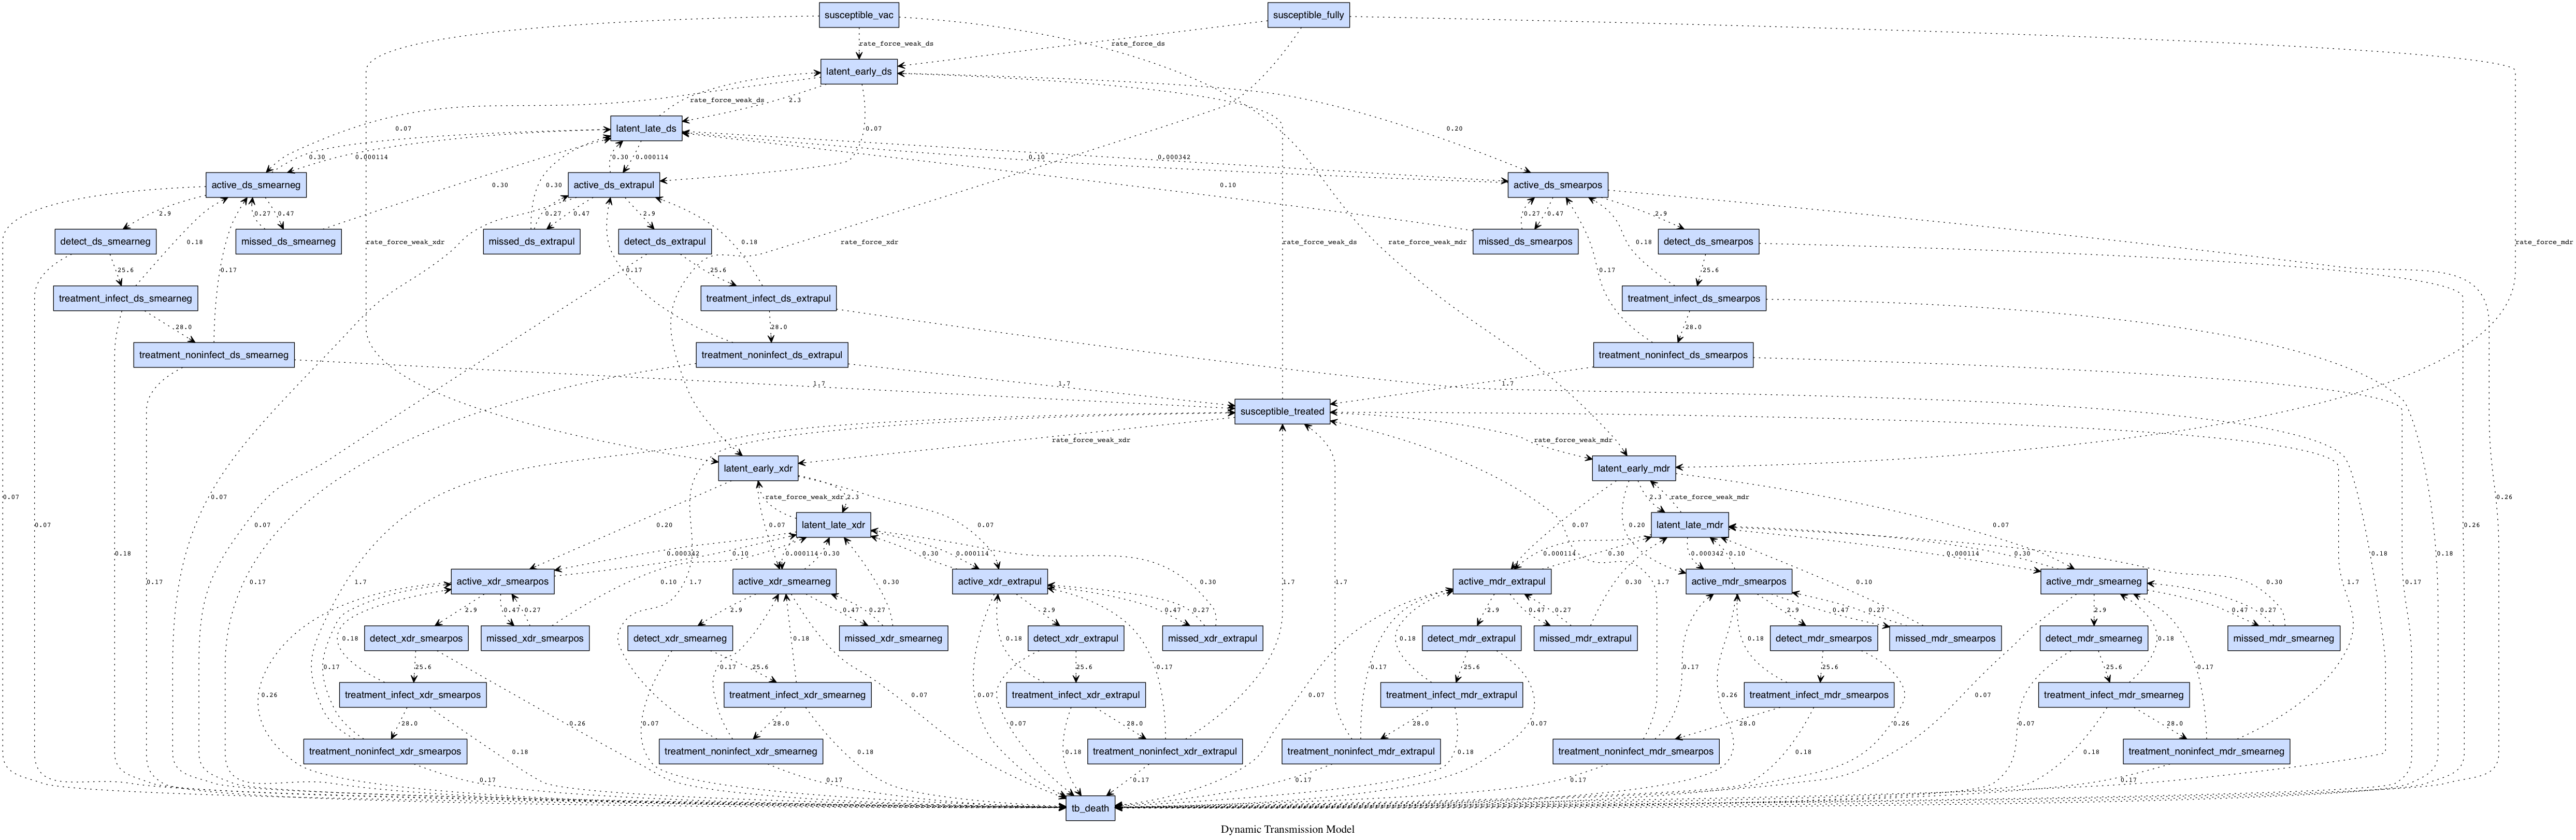 susceptible_vac
susceptible_fully
rate_force_weak_ds
rate_force_ds
latent_early_ds
rate_force_weak_ds
2.3
latent_late_ds
0.07
0.07
0.20
0.30
0.000114
0.30
0.000114
0.10
0.000342
active_ds_smearneg
active_ds_extrapul
active_ds_smearpos
0.30
0.30
0.10
2.9
0.27
0.47
0.27
0.47
2.9
0.27
0.47
2.9
detect_ds_smearneg
missed_ds_smearneg
missed_ds_extrapul
detect_ds_extrapul
missed_ds_smearpos
detect_ds_smearpos
0.18
rate_force_weak_xdr
0.18
rate_force_xdr
rate_force_weak_ds
rate_force_weak_mdr
0.18
rate_force_mdr
25.6
0.17
0.17
25.6
0.17
25.6
treatment_infect_ds_smearneg
treatment_infect_ds_extrapul
treatment_infect_ds_smearpos
28.0
28.0
28.0
treatment_noninfect_ds_smearneg
treatment_noninfect_ds_extrapul
treatment_noninfect_ds_smearpos
1.7
1.7
1.7
susceptible_treated
rate_force_weak_xdr
rate_force_weak_mdr
latent_early_xdr
latent_early_mdr
0.07
0.07
0.07
rate_force_weak_xdr
2.3
2.3
rate_force_weak_mdr
0.26
0.07
0.18
0.07
0.17
0.20
0.07
0.07
latent_late_xdr
0.07
0.20
latent_late_mdr
0.07
0.26
0.17
0.000342
0.10
0.000114
0.30
0.30
0.000114
0.000114
0.30
0.000342
0.10
0.000114
0.30
0.18
0.18
active_xdr_smearpos
active_xdr_smearneg
active_xdr_extrapul
active_mdr_extrapul
active_mdr_smearpos
active_mdr_smearneg
0.17
1.7
0.10
1.7
0.30
0.30
1.7
1.7
0.30
1.7
0.10
0.30
1.7
2.9
0.47
0.27
2.9
0.47
0.27
2.9
0.47
0.27
2.9
0.47
0.27
2.9
0.47
0.27
2.9
0.47
0.27
detect_xdr_smearpos
missed_xdr_smearpos
detect_xdr_smearneg
missed_xdr_smearneg
detect_xdr_extrapul
missed_xdr_extrapul
detect_mdr_extrapul
missed_mdr_extrapul
detect_mdr_smearpos
missed_mdr_smearpos
detect_mdr_smearneg
missed_mdr_smearneg
0.18
0.18
0.18
0.18
0.18
0.18
0.17
25.6
0.17
25.6
25.6
0.17
0.17
25.6
0.17
25.6
25.6
0.17
treatment_infect_xdr_smearpos
treatment_infect_xdr_smearneg
treatment_infect_xdr_extrapul
treatment_infect_mdr_extrapul
treatment_infect_mdr_smearpos
treatment_infect_mdr_smearneg
0.26
0.07
0.07
0.07
0.26
0.07
28.0
0.26
0.07
28.0
0.07
28.0
28.0
0.07
28.0
0.26
0.07
28.0
treatment_noninfect_xdr_smearpos
treatment_noninfect_xdr_smearneg
treatment_noninfect_xdr_extrapul
treatment_noninfect_mdr_extrapul
treatment_noninfect_mdr_smearpos
treatment_noninfect_mdr_smearneg
0.18
0.18
0.18
0.18
0.18
0.18
0.17
0.17
0.17
0.17
0.17
0.17
tb_death
Dynamic Transmission Model